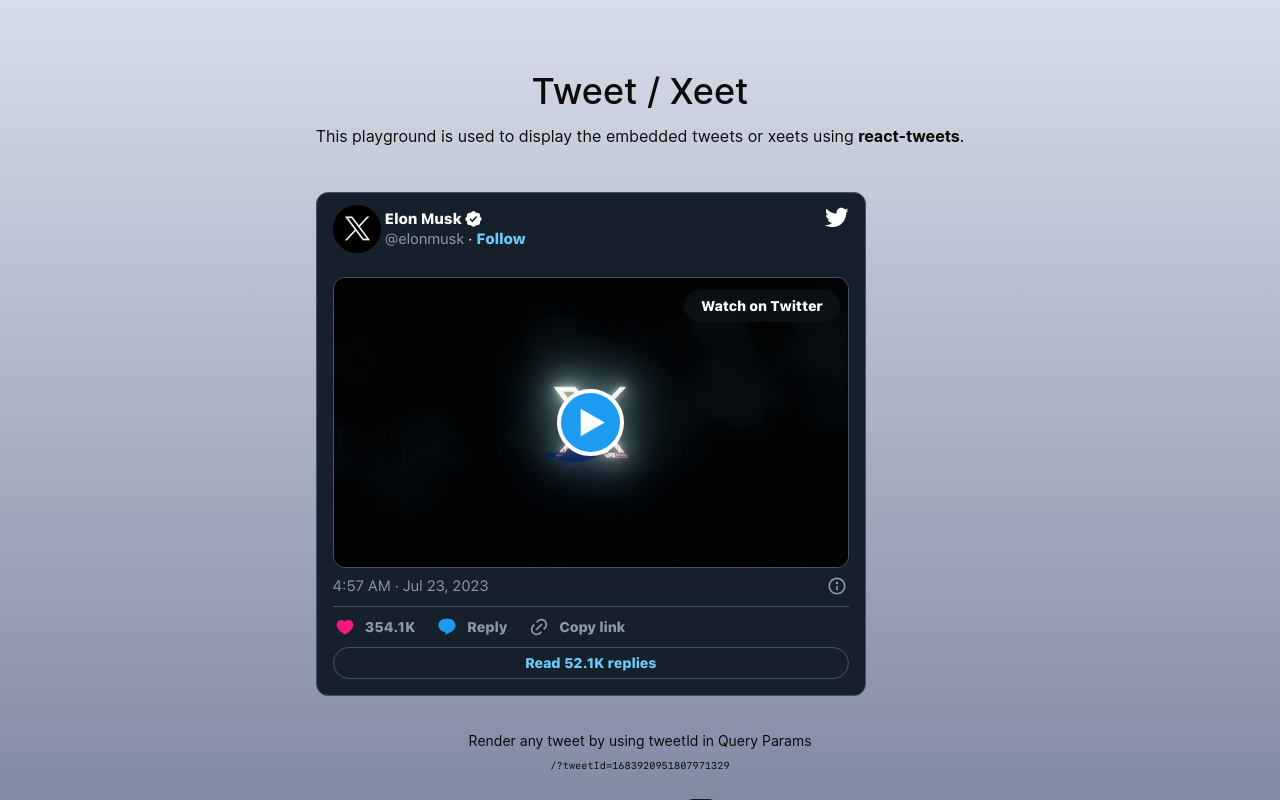 Tweet / Xeet
This playground is used to display the embedded tweets or xeets using react-tweets.
Elon Musk
@elonmusk · Follow
Watch on Twitter
4:57 AM · Jul 23, 2023
354.1K Reply Copy link
Read 52.1K replies
Render any tweet by using tweetId in Query Params
/?tweetId=1683920951807971329